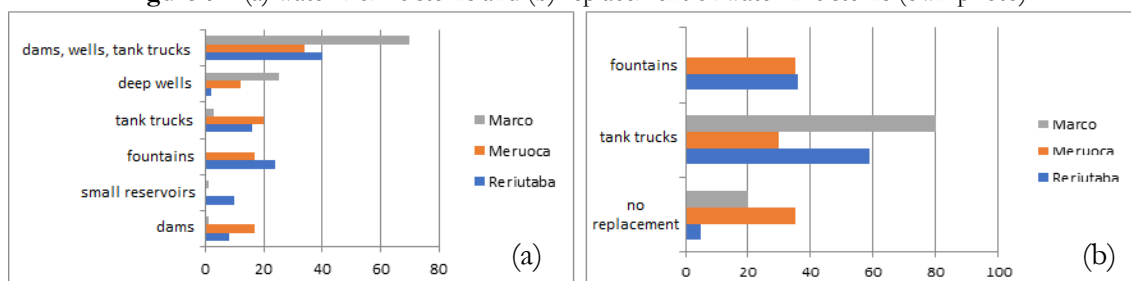 dams, wells, tank trucks
deep wells
tank trucks
fountains
small reservoirs
dams
0 20 40 60 80
Marco
Meruoca
Reriutaba
(a)
fountains
tank trucks
no
replacement
0 20 40 60 80 100
Marco
Meruoca
Reriutaba
(b)